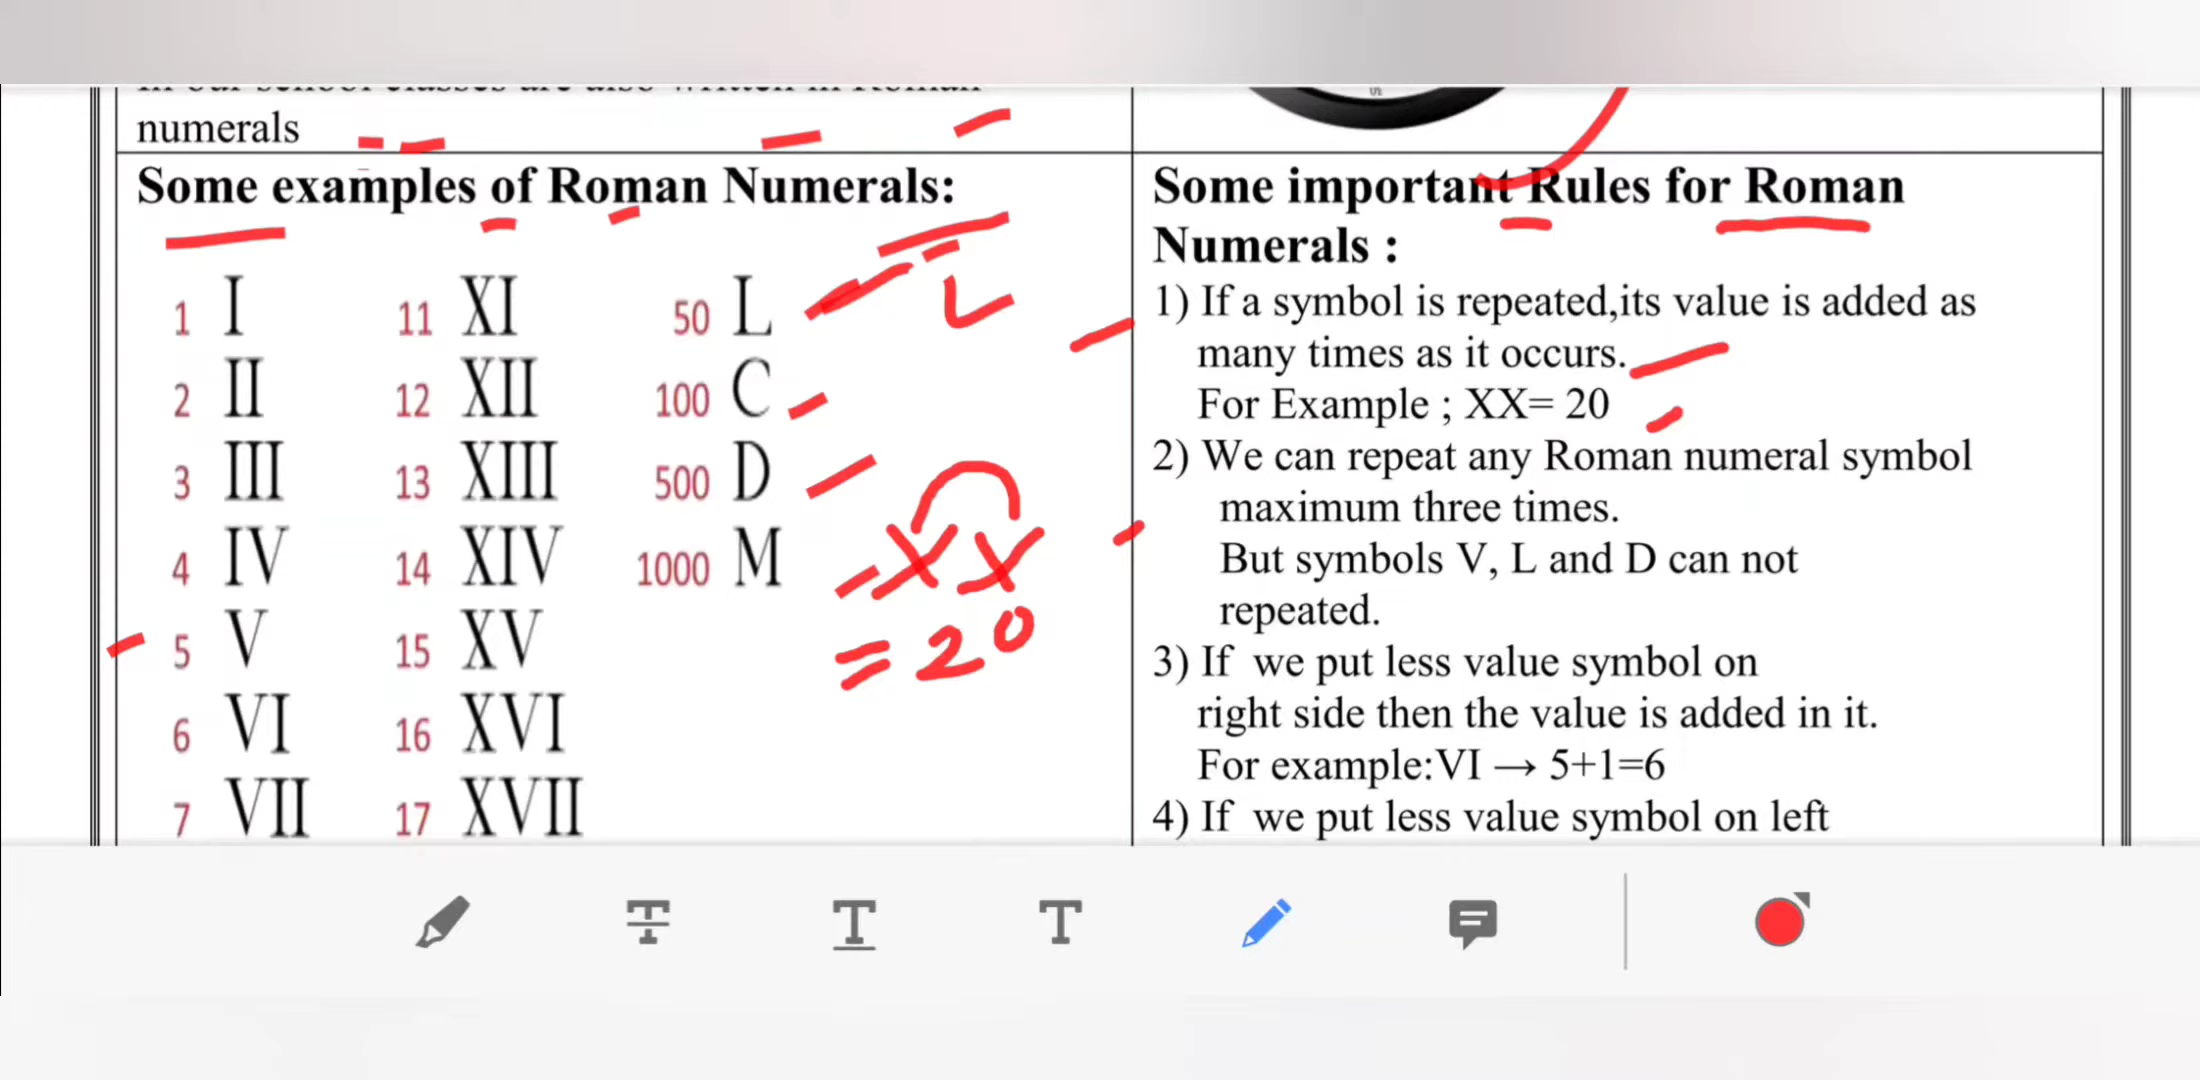 numerals
Some examples of Roman Numerals:
1 I 11 XI 50 L
2 II 12 XII 100 C
3 III 13 XIII 500 D
4 IV 14 XIV 1000 M
5 V 15 XV
6 VI 16 XVI
7 VII 17 XVII
L
XX
= 20
Some important Rules for Roman
Numerals :
1) If a symbol is repeated,its value is added as
many times as it occurs.
For Example ; XX= 20
2) We can repeat any Roman numeral symbol
maximum three times.
But symbols V, L and D can not
repeated.
3) If we put less value symbol on
right side then the value is added in it.
For example:VI → 5+1=6
4) If we put less value symbol on left